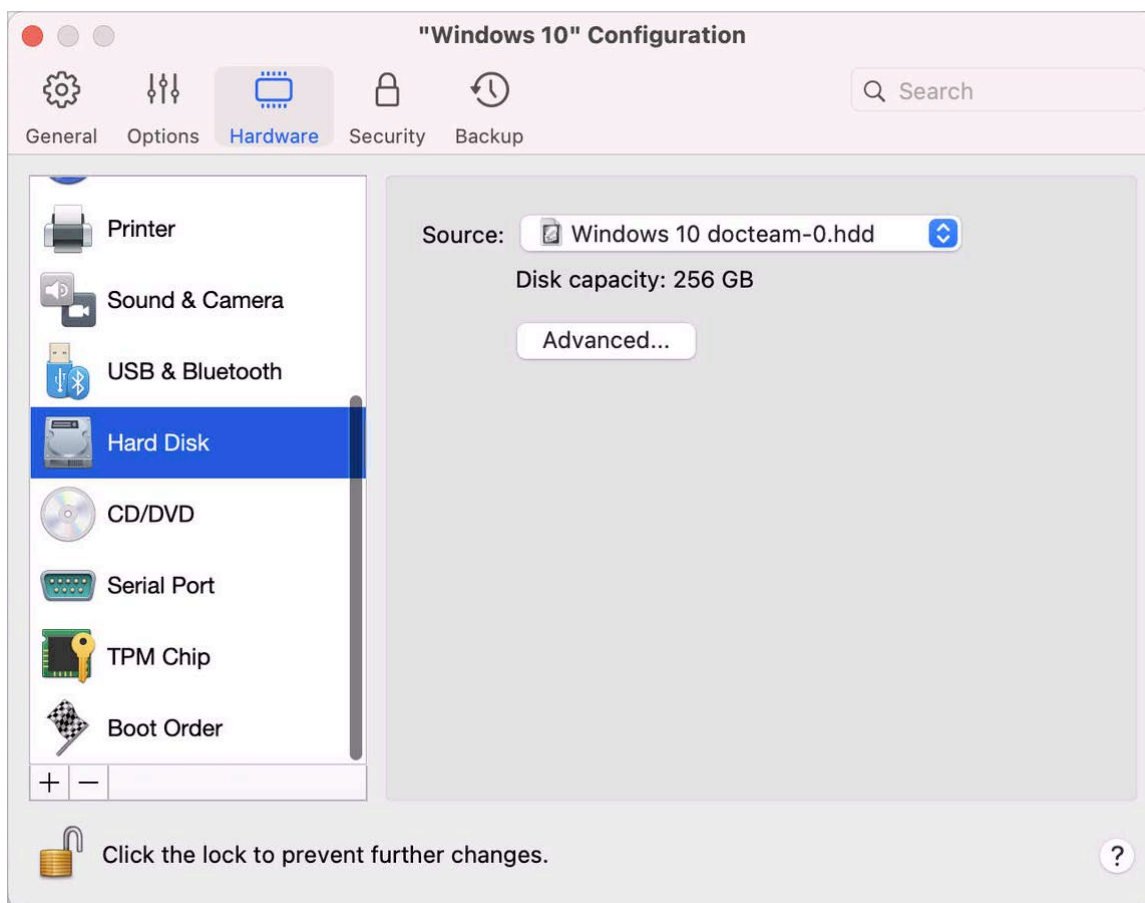 "Windows 10" Configuration
General Options Hardware Security Backup
Search
Printer
Sound & Camera
USB & Bluetooth
Hard Disk
CD/DVD
Serial Port
TPM Chip
Boot Order
+ −
Source: Windows 10 docteam-0.hdd
Disk capacity: 256 GB
Advanced...
Click the lock to prevent further changes.
?